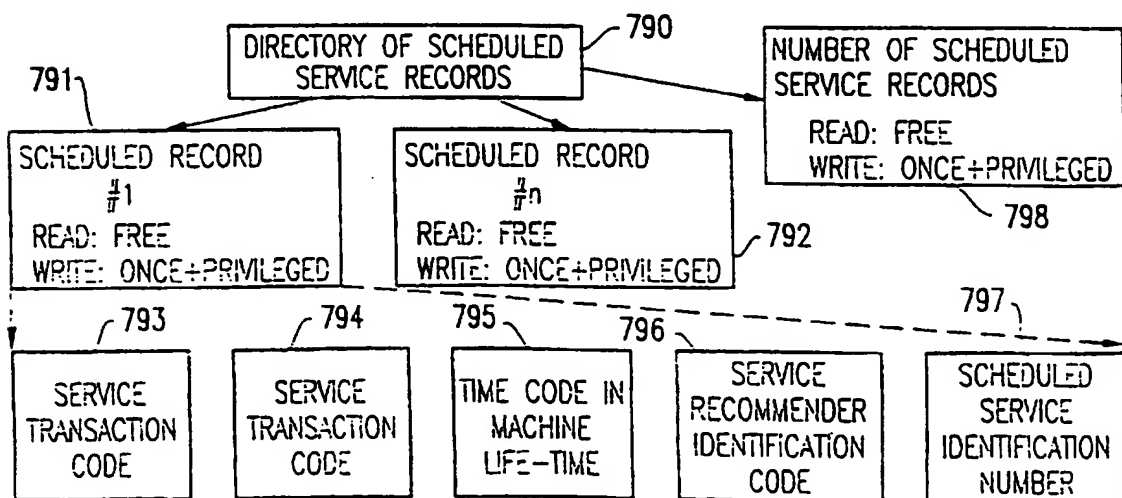 790
DIRECTORY OF SCHEDULED
SERVICE RECORDS
NUMBER OF SCHEDULED
SERVICE RECORDS
READ: FREE
WRITE: ONCE+PRIVILEGED
798
791
SCHEDULED RECORD
#1
READ: FREE
WRITE: ONCE+PRIVILEGED
SCHEDULED RECORD
#n
READ: FREE
WRITE: ONCE+PRIVILEGED
792
793
SERVICE
TRANSACTION
CODE
794
SERVICE
TRANSACTION
CODE
795
TIME CODE IN
MACHINE
LIFE-TIME
796
SERVICE
RECOMMENDER
IDENTIFICATION
CODE
797
SCHEDULED
SERVICE
IDENTIFICATION
NUMBER